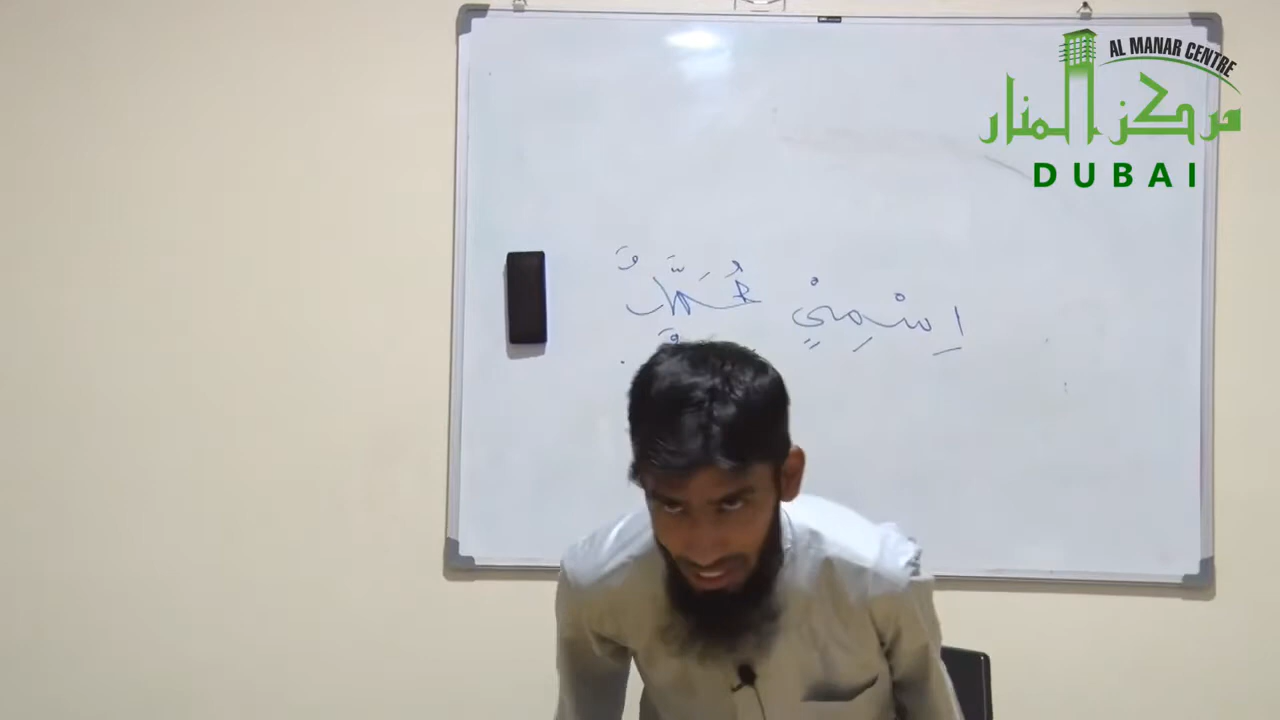 AL MANAR CENTRE
مركز المنار
DUBAI
اِسْمِيْ مُحَمَّدٌ